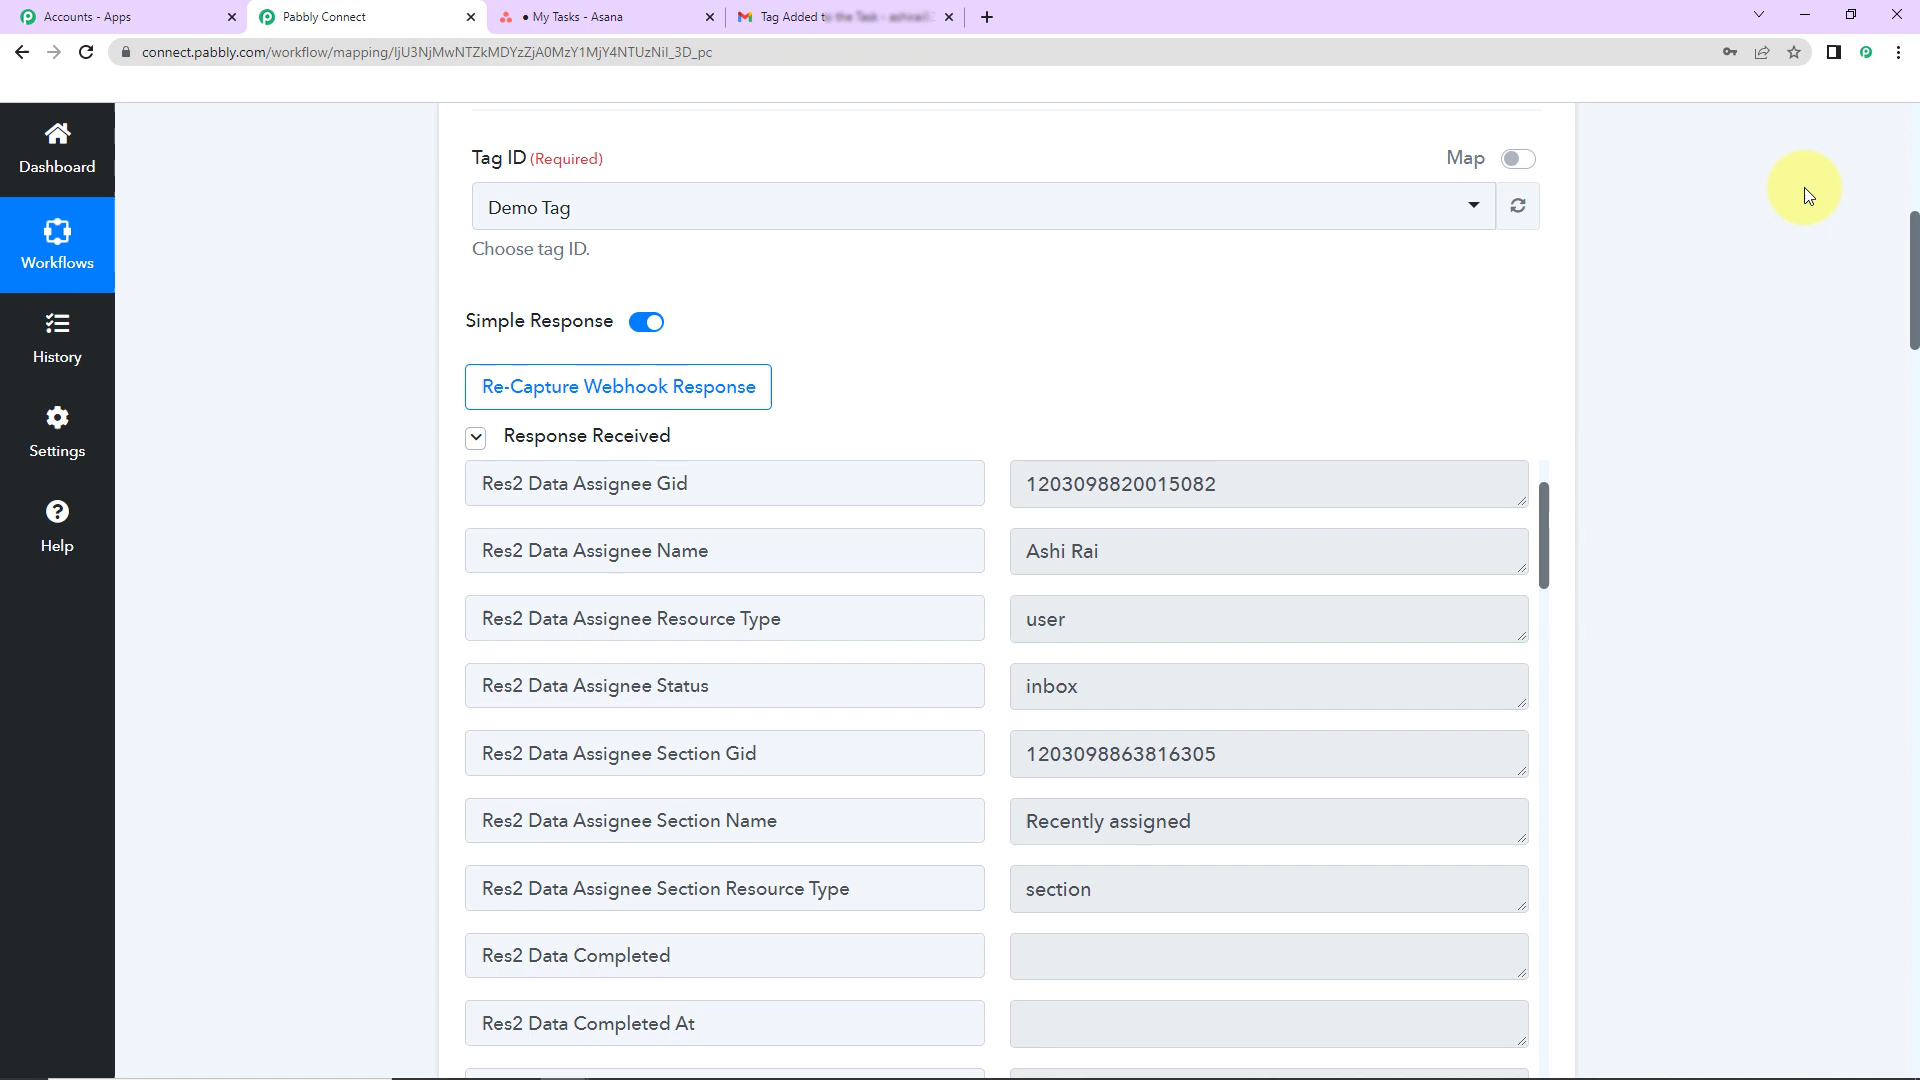 Accounts - Apps
Pabbly Connect
• My Tasks - Asana
Tag Added
connect.pabbly.com/workflow/mapping/IjU3NjMwNTZkMDYzZjA0MzY1MjY4NTUzNiI_3D_pc
Dashboard
Workflows
History
Settings
Help
Tag ID (Required)
Map
Demo Tag
Choose tag ID.
Simple Response
Re-Capture Webhook Response
Response Received
Res2 Data Assignee Gid
1203098820015082
Res2 Data Assignee Name
Ashi Rai
Res2 Data Assignee Resource Type
user
Res2 Data Assignee Status
inbox
Res2 Data Assignee Section Gid
1203098863816305
Res2 Data Assignee Section Name
Recently assigned
Res2 Data Assignee Section Resource Type
section
Res2 Data Completed
Res2 Data Completed At